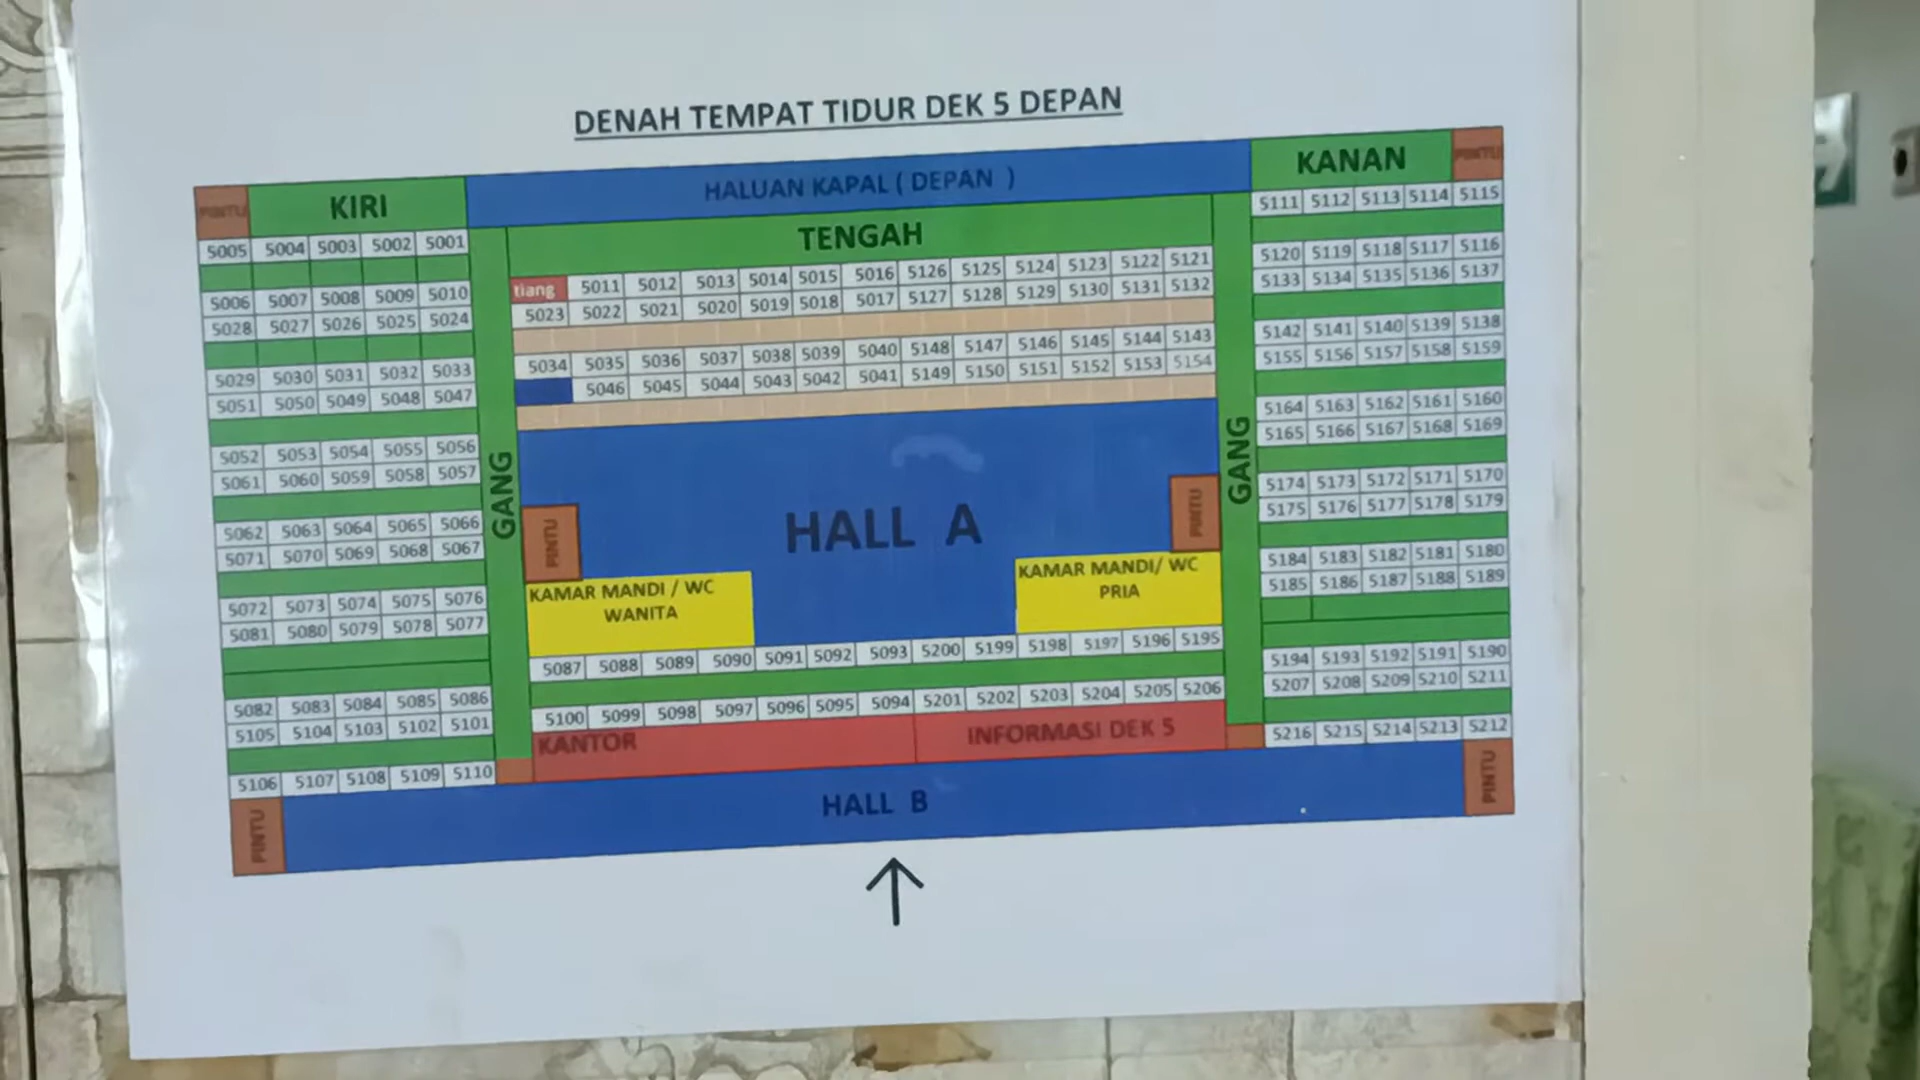 DENAH TEMPAT TIDUR DEK 5 DEPAN
PINTU KIRI HALUAN KAPAL ( DEPAN ) KANAN PINTU
TENGAH
5005 5004 5003 5002 5001
5006 5007 5008 5009 5010
5028 5027 5026 5025 5024
5029 5030 5031 5032 5033
5051 5050 5049 5048 5047
5052 5053 5054 5055 5056
5061 5060 5059 5058 5057
5062 5063 5064 5065 5066
5071 5070 5069 5068 5067
5072 5073 5074 5075 5076
5081 5080 5079 5078 5077
5082 5083 5084 5085 5086
5105 5104 5103 5102 5101
5106 5107 5108 5109 5110
PINTU
GANG
tiang 5011 5012 5013 5014 5015 5016 5126 5125 5124 5123 5122 5121
5023 5022 5021 5020 5019 5018 5017 5127 5128 5129 5130 5131 5132
5034 5035 5036 5037 5038 5039 5040 5148 5147 5146 5145 5144 5143
5046 5045 5044 5043 5042 5041 5149 5150 5151 5152 5153 5154
HALL A
PINTU
PINTU
KAMAR MANDI / WC
WANITA
KAMAR MANDI/ WC
PRIA
5087 5088 5089 5090 5091 5092 5093 5200 5199 5198 5197 5196 5195
5100 5099 5098 5097 5096 5095 5094 5201 5202 5203 5204 5205 5206
KANTOR
INFORMASI DEK 5
HALL B
GANG
5111 5112 5113 5114 5115
5120 5119 5118 5117 5116
5133 5134 5135 5136 5137
5142 5141 5140 5139 5138
5155 5156 5157 5158 5159
5164 5163 5162 5161 5160
5165 5166 5167 5168 5169
5174 5173 5172 5171 5170
5175 5176 5177 5178 5179
5184 5183 5182 5181 5180
5185 5186 5187 5188 5189
5194 5193 5192 5191 5190
5207 5208 5209 5210 5211
5216 5215 5214 5213 5212
PINTU